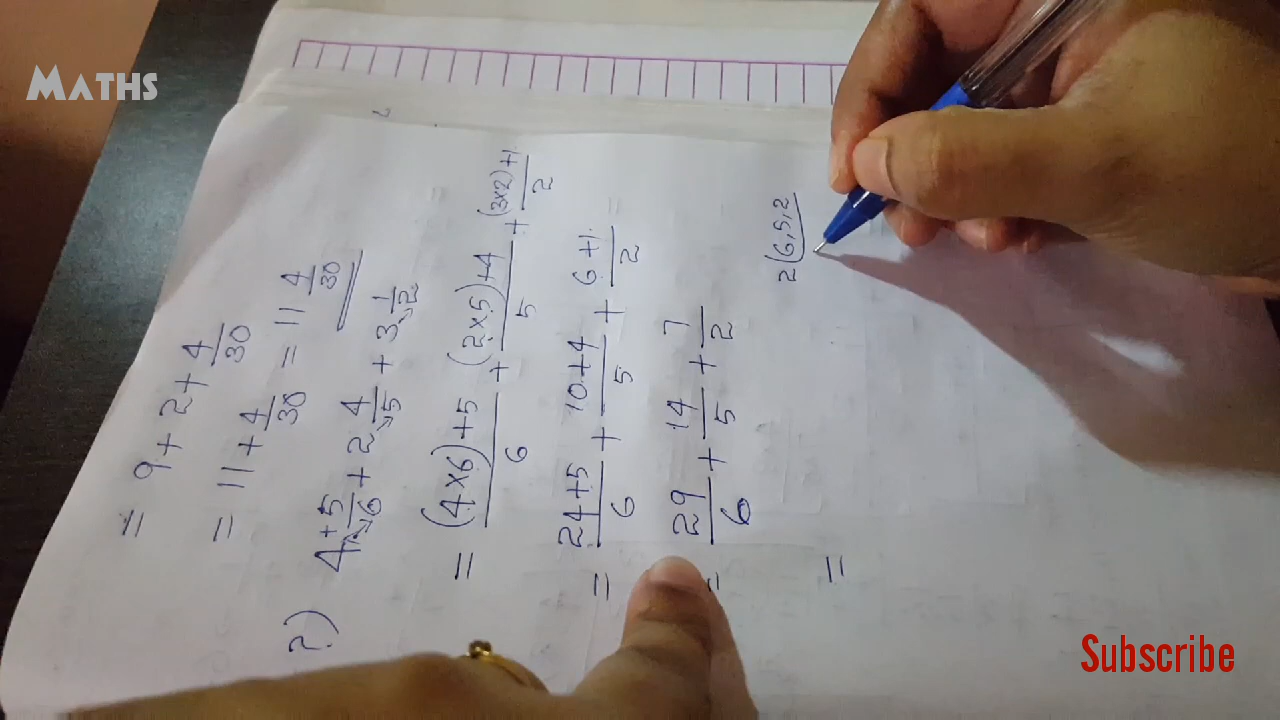 MATHS
= 9 + 2 + 4/30
= 11 + 4/30 = 11 4/30
2) 4 5/6 + 2 4/5 + 3 1/2
= (4×6)+5/6 + (2×5)+4/5 + (3×2)+1/2
= 24+5/6 + 10+4/5 + 6+1/2 =
= 29/6 + 14/5 + 7/2
2(6,5,2
=
Subscribe